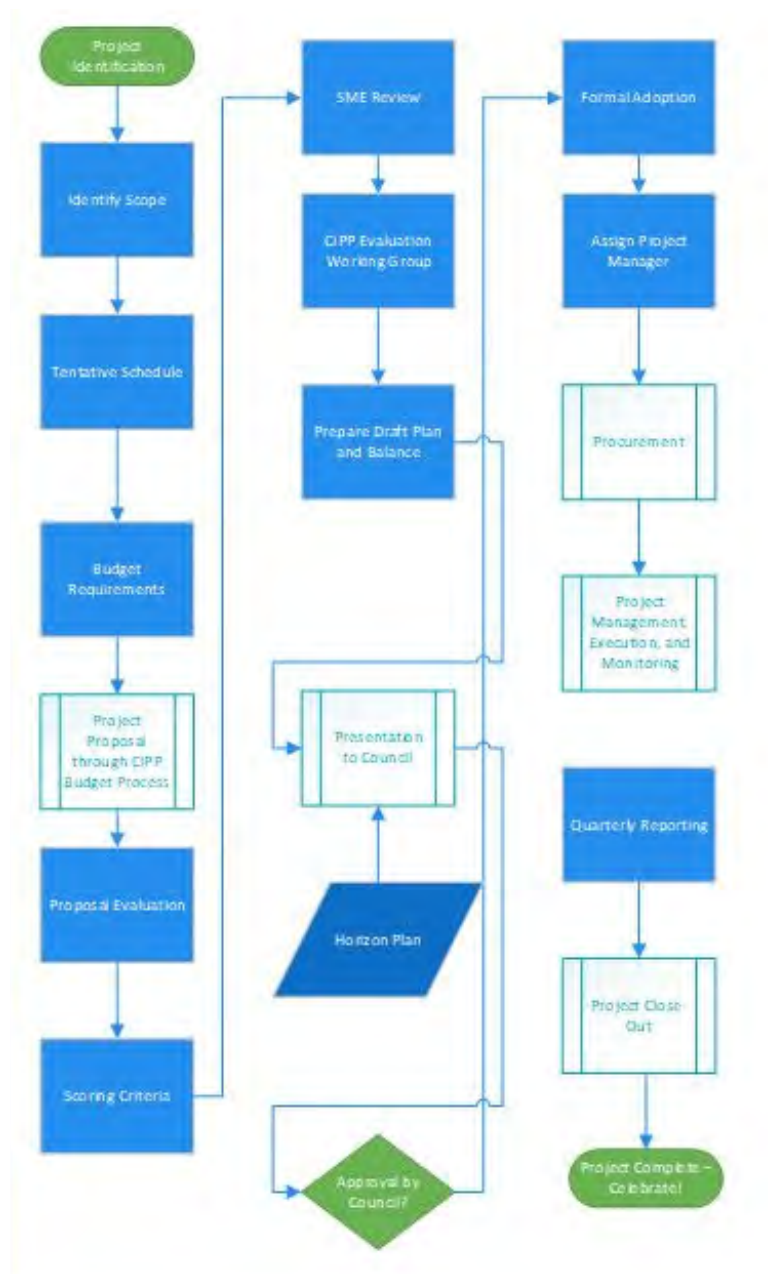 Project
Identification
Identify Scope
Tentative Schedule
Budget
Requirements
Project
Proposal
through CIPP
Budget Process
Proposal Evaluation
Scoring Criteria
SME Review
CIPP Evaluation
Working Group
Prepare Draft Plan
and Balance
Presentation
to Council
Horizon Plan
Approval by
Council?
Formal Adoption
Assign Project
Manager
Procurement
Project
Management,
Execution, and
Monitoring
Quarterly Reporting
Project Close
Out
Project Complete –
Celebrate!